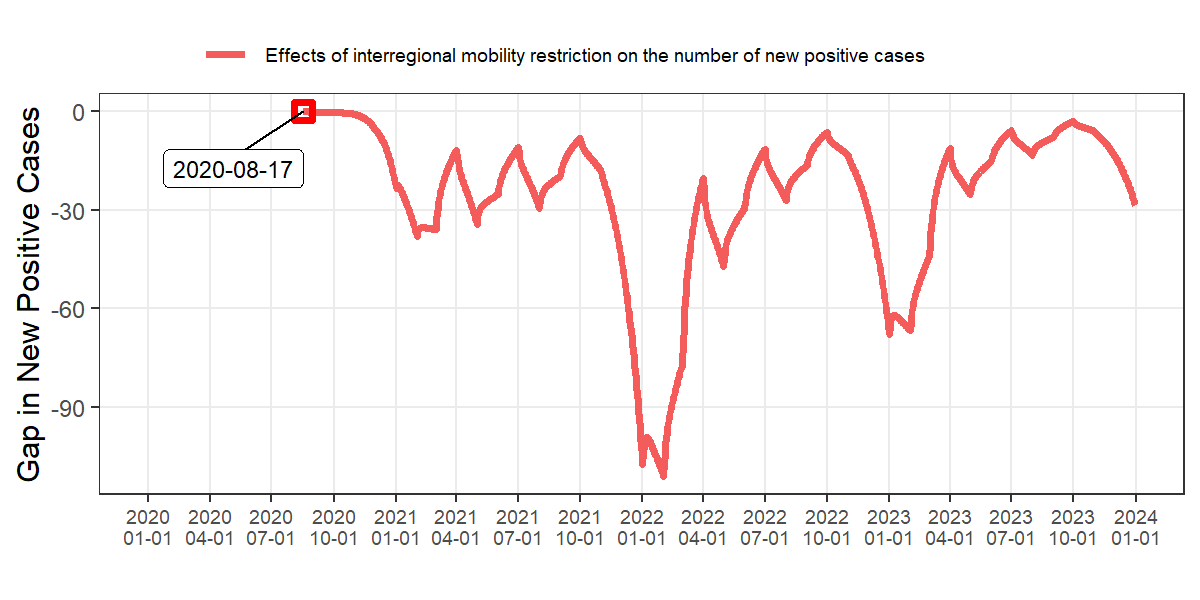 Effects of interregional mobility restriction on the number of new positive cases
Gap in New Positive Cases
0
-30
-60
-90
2020-08-17
2020 2020 2020 2020 2021 2021 2021 2021 2022 2022 2022 2022 2023 2023 2023 2023 2024
01-01 04-01 07-01 10-01 01-01 04-01 07-01 10-01 01-01 04-01 07-01 10-01 01-01 04-01 07-01 10-01 01-01